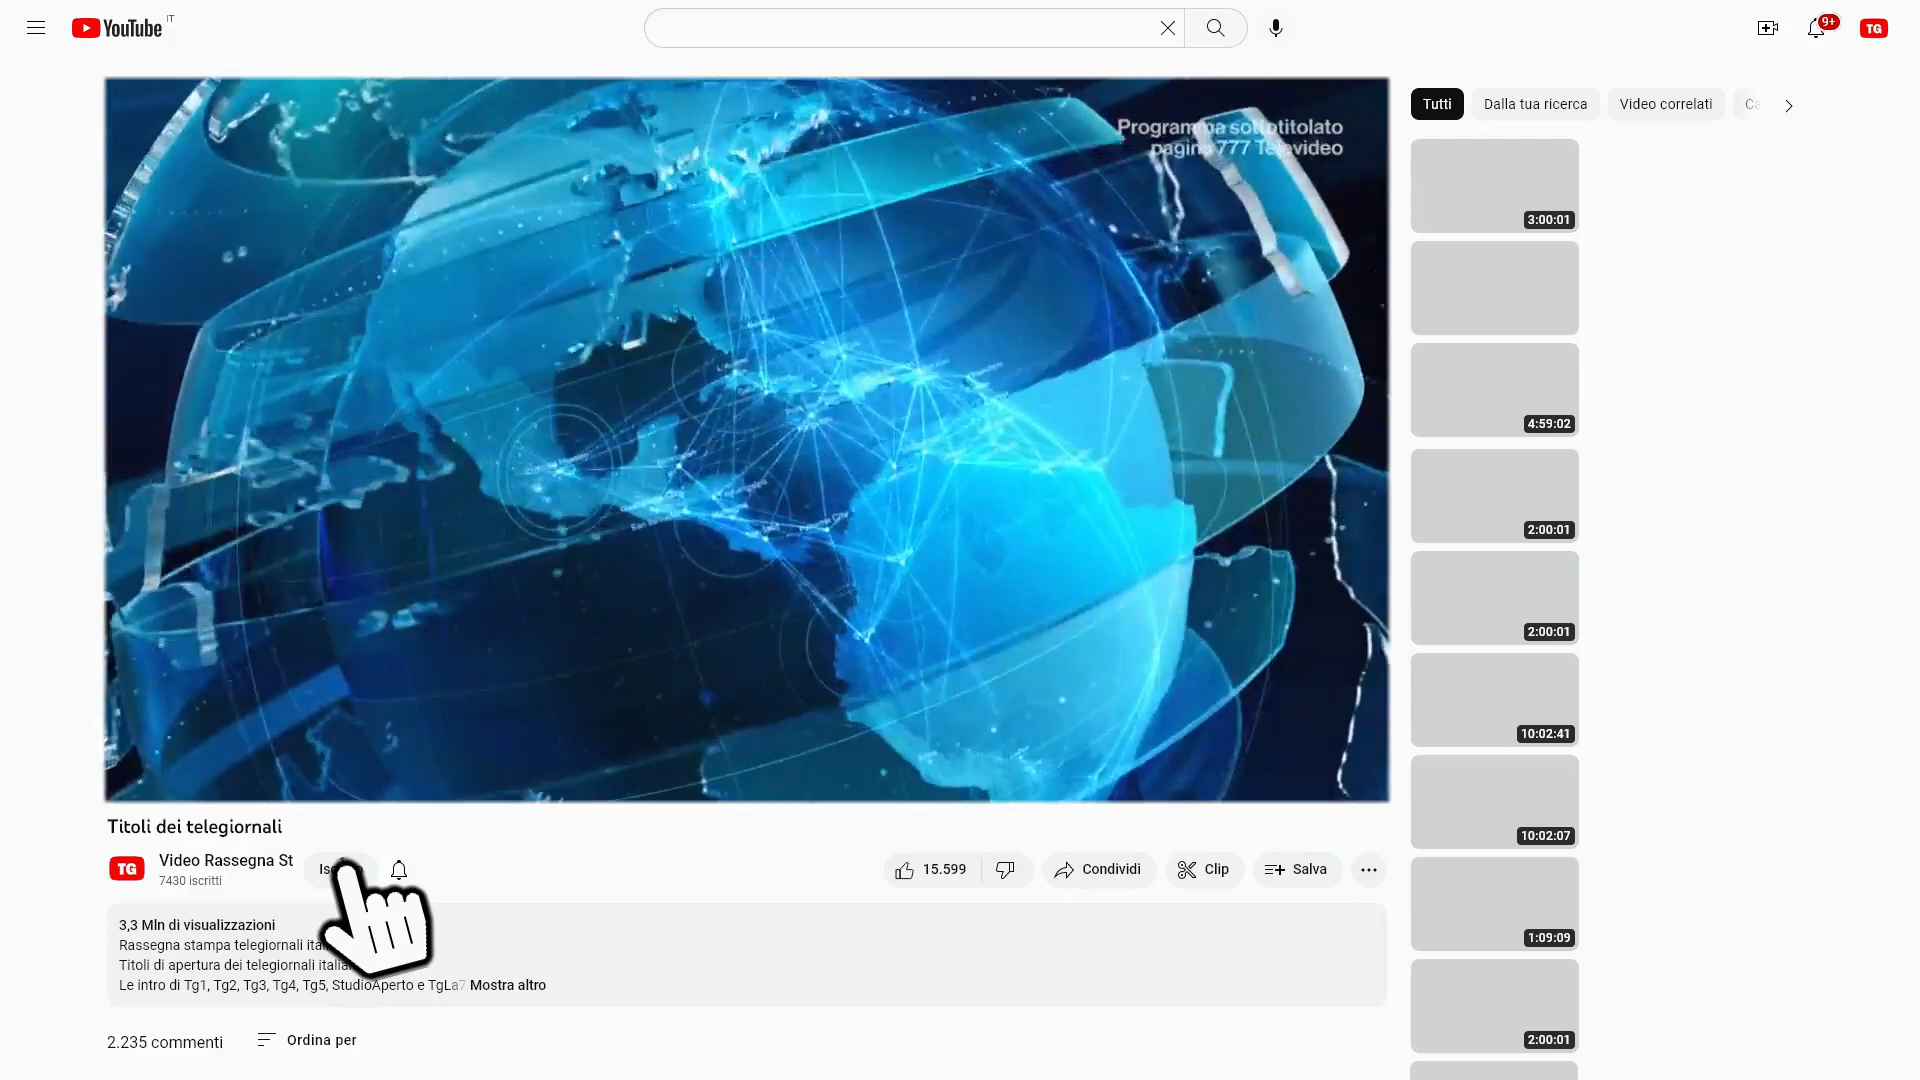 YouTube
IT
9+
TG
Programma sottotitolato
pagina 777 Televideo
Tutti
Dalla tua ricerca
Video correlati
3:00:01
4:59:02
2:00:01
2:00:01
10:02:41
10:02:07
1:09:09
2:00:01
Titoli dei telegiornali
TG
Video Rassegna St
7430 iscritti
15.599
Condividi
Clip
Salva
3,3 Mln di visualizzazioni
Rassegna stampa telegiornali
Titoli di apertura dei telegiornali
Le intro di Tg1, Tg2, Tg3, Tg4, Tg5, StudioAperto e TgLa7 Mostra altro
2.235 commenti
Ordina per